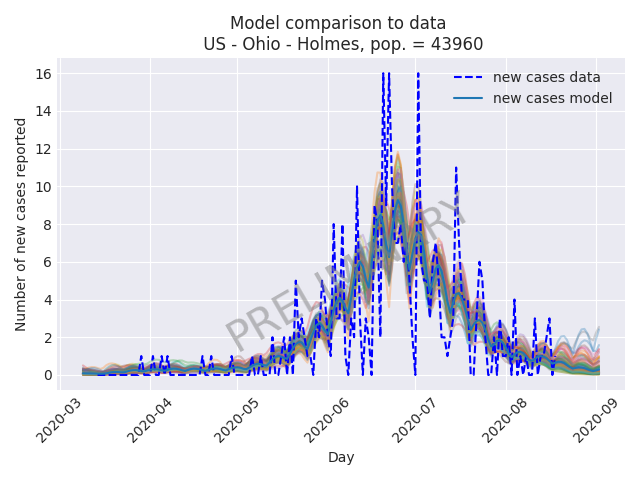 Model comparison to data
US - Ohio - Holmes, pop. = 43960
new cases data
new cases model
Number of new cases reported
16
14
12
10
8
6
4
2
0
PRELIMINARY
2020-03
2020-04
2020-05
2020-06
2020-07
2020-08
2020-09
Day